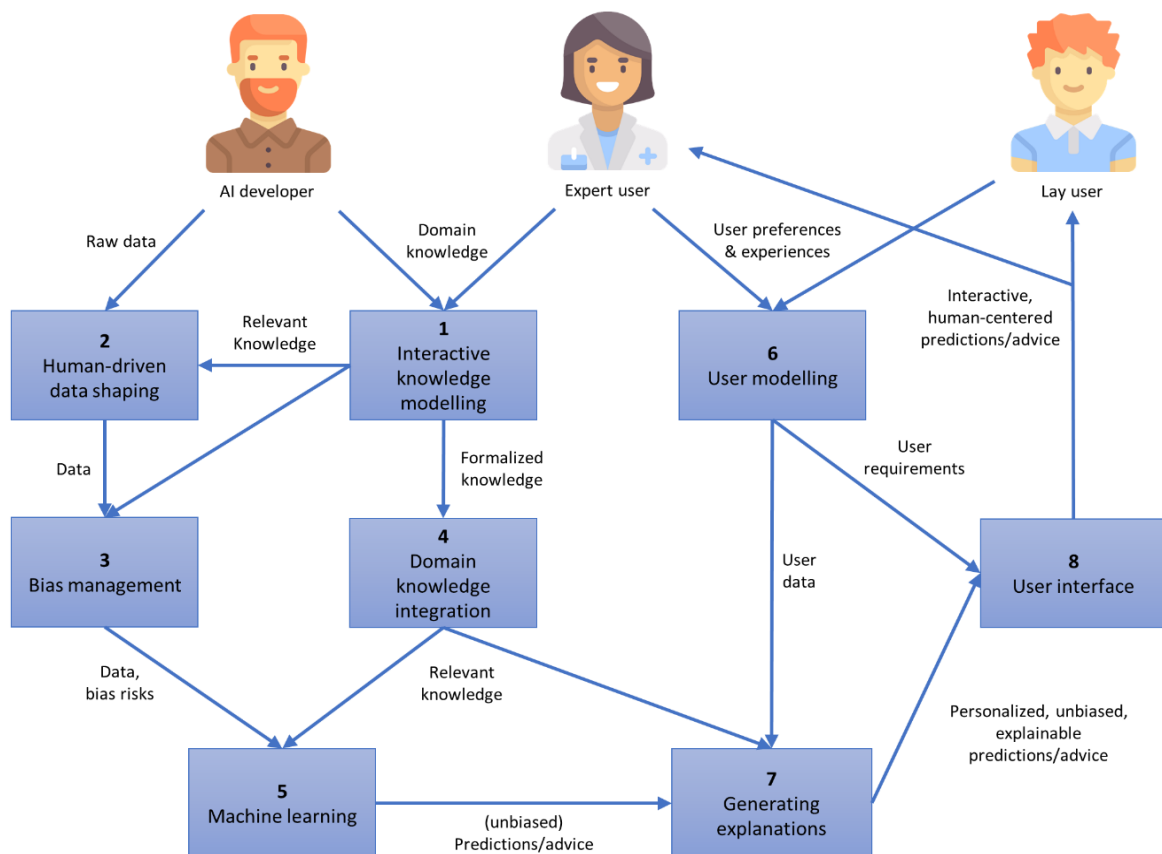 AI developer
Expert user
Lay user
Raw data
Domain
knowledge
User preferences
& experiences
Interactive,
human-centered
predictions/advice
2
Human-driven
data shaping
Relevant
Knowledge
1
Interactive
knowledge
modelling
6
User modelling
Data
Formalized
knowledge
User
requirements
3
Bias management
4
Domain
knowledge
integration
User
data
8
User interface
Data,
bias risks
Relevant
knowledge
Personalized, unbiased,
explainable
predictions/advice
5
Machine learning
(unbiased)
Predictions/advice
7
Generating
explanations